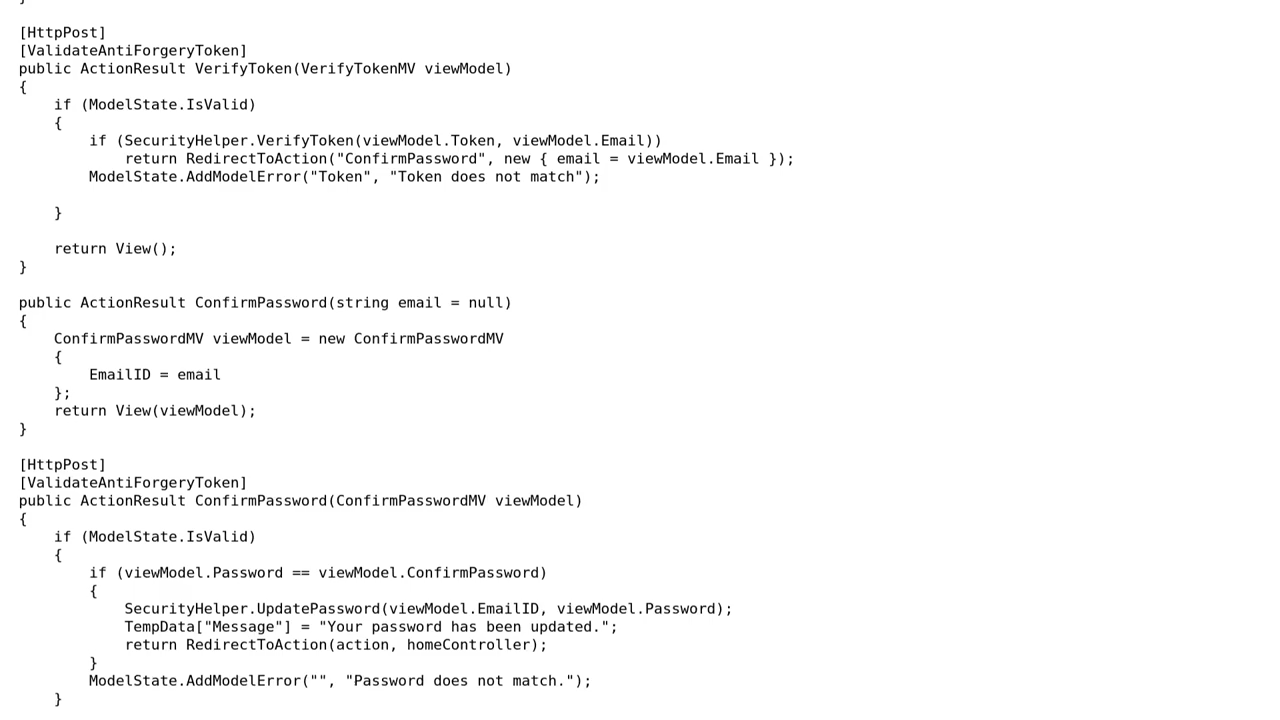 }
[HttpPost]
[ValidateAntiForgeryToken]
public ActionResult VerifyToken(VerifyTokenMV viewModel)
{
    if (ModelState.IsValid)
    {
        if (SecurityHelper.VerifyToken(viewModel.Token, viewModel.Email))
            return RedirectToAction("ConfirmPassword", new { email = viewModel.Email });
        ModelState.AddModelError("Token", "Token does not match");
    }
    return View();
}
public ActionResult ConfirmPassword(string email = null)
{
    ConfirmPasswordMV viewModel = new ConfirmPasswordMV
    {
        EmailID = email
    };
    return View(viewModel);
}
[HttpPost]
[ValidateAntiForgeryToken]
public ActionResult ConfirmPassword(ConfirmPasswordMV viewModel)
{
    if (ModelState.IsValid)
    {
        if (viewModel.Password == viewModel.ConfirmPassword)
        {
            SecurityHelper.UpdatePassword(viewModel.EmailID, viewModel.Password);
            TempData["Message"] = "Your password has been updated.";
            return RedirectToAction(action, homeController);
        }
        ModelState.AddModelError("", "Password does not match.");
    }